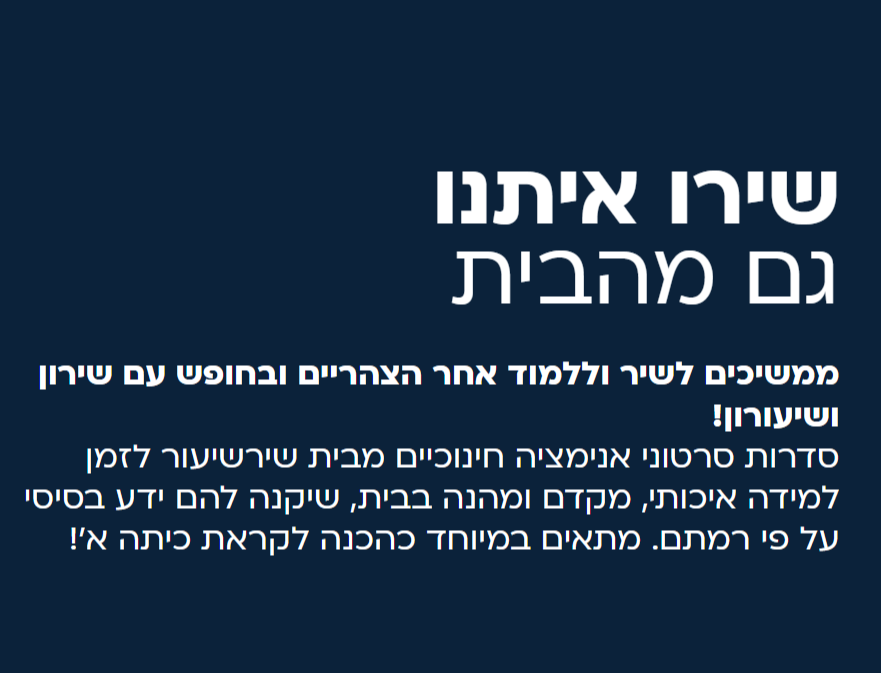 שירו איתנו
גם מהבית
ממשיכים לשיר וללמוד אחר הצהריים ובחופש עם שירון
ושיעורון!
סדרות סרטוני אנימציה חינוכיים מבית שירשיעור לזמן
למידה איכותי, מקדם ומהנה בבית, שיקנה להם ידע בסיסי
על פי רמתם. מתאים במיוחד כהכנה לקראת כיתה א'!